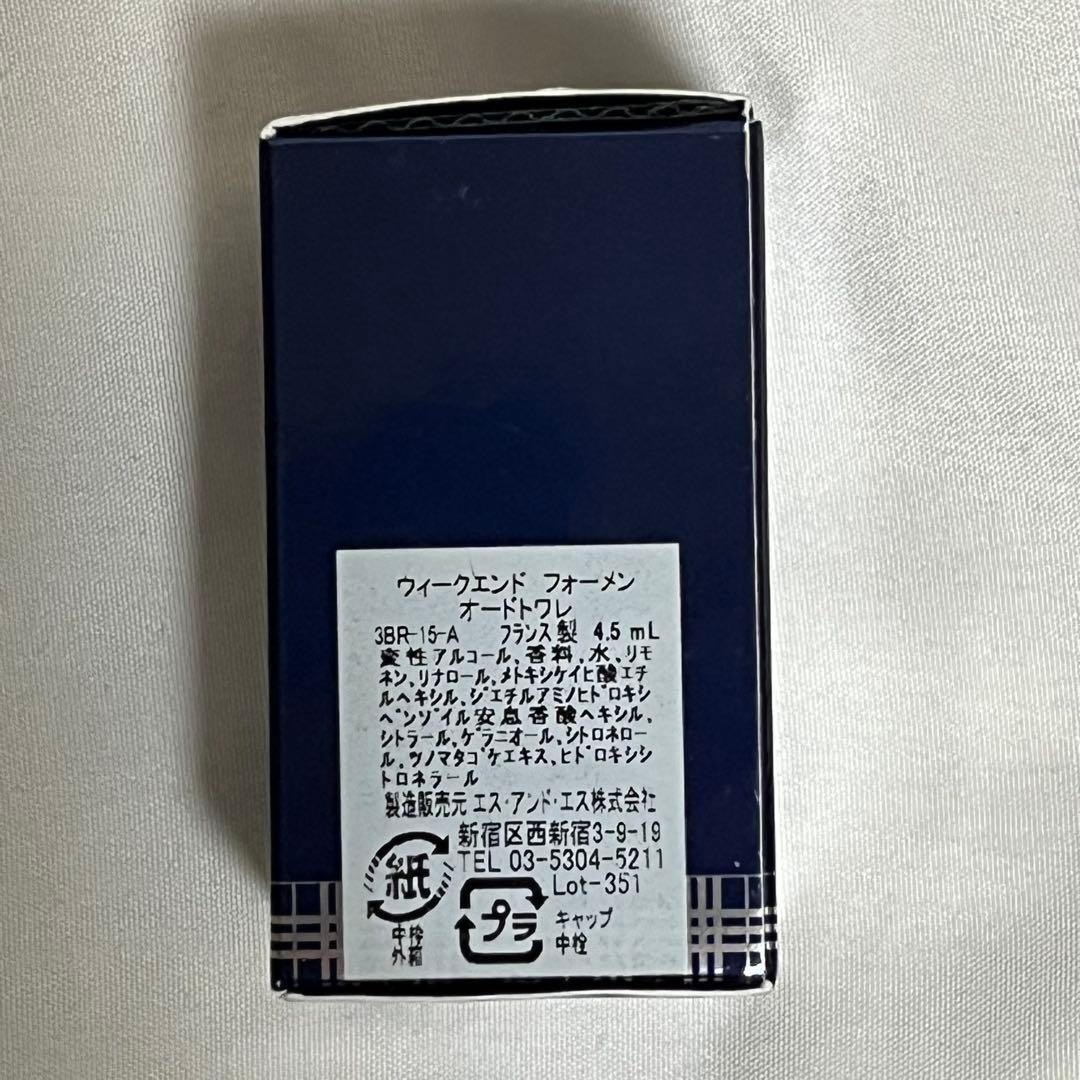 ウィークエンド フォーメン
オードトワレ
3BR-15-A フランス製 4.5 mL
変性アルコール、香料、水、リモ
ネン、リナロール、メトキシケイヒ酸エチ
ルヘキシル、ジエチルアミノヒドロキシ
ベンゾイル安息香酸ヘキシル、
シトラール、ゲラニオール、シトロネロー
ル、ツノマタゴケエキス、ヒドロキシシ
トロネラール
製造販売元 エス・アンド・エス株式会社
新宿区西新宿3-9-19
TEL 03-5304-5211
Lot-351
紙
中栓
外箱
プラ
キャップ
中栓